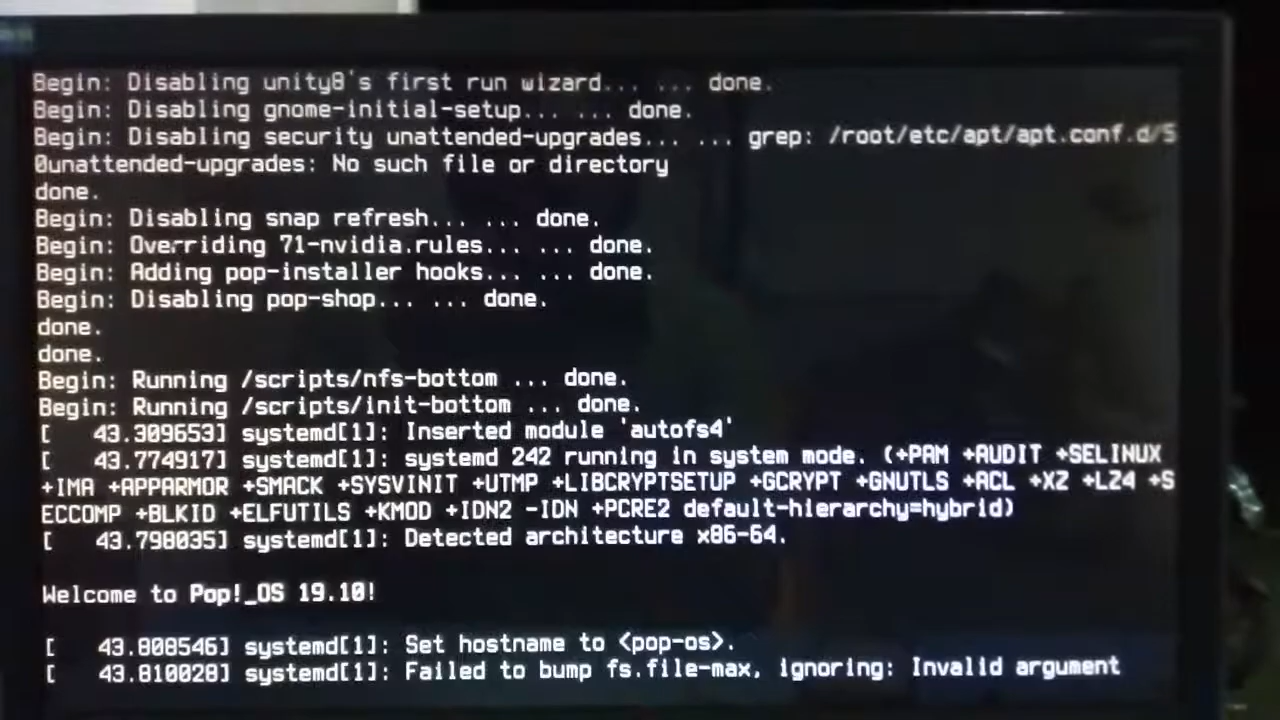 Begin: Disabling unity8's first run wizard... ... done.
Begin: Disabling gnome-initial-setup... ... done.
Begin: Disabling security unattended-upgrades... ... grep: /root/etc/apt/apt.conf.d/5
0unattended-upgrades: No such file or directory
done.
Begin: Disabling snap refresh... ... done.
Begin: Overriding 71-nvidia.rules... ... done.
Begin: Adding pop-installer hooks... ... done.
Begin: Disabling pop-shop... ... done.
done.
done.
Begin: Running /scripts/nfs-bottom ... done.
Begin: Running /scripts/init-bottom ... done.
[   43.309653] systemd[1]: Inserted module 'autofs4'
[   43.774917] systemd[1]: systemd 242 running in system mode. (+PAM +AUDIT +SELINUX
+IMA +APPARMOR +SMACK +SYSVINIT +UTMP +LIBCRYPTSETUP +GCRYPT +GNUTLS +ACL +XZ +LZ4 +S
ECCOMP +BLKID +ELFUTILS +KMOD +IDN2 -IDN +PCRE2 default-hierarchy=hybrid)
[   43.798035] systemd[1]: Detected architecture x86-64.
Welcome to Pop!_OS 19.10!
[   43.808546] systemd[1]: Set hostname to <pop-os>.
[   43.810028] systemd[1]: Failed to bump fs.file-max, ignoring: Invalid argument